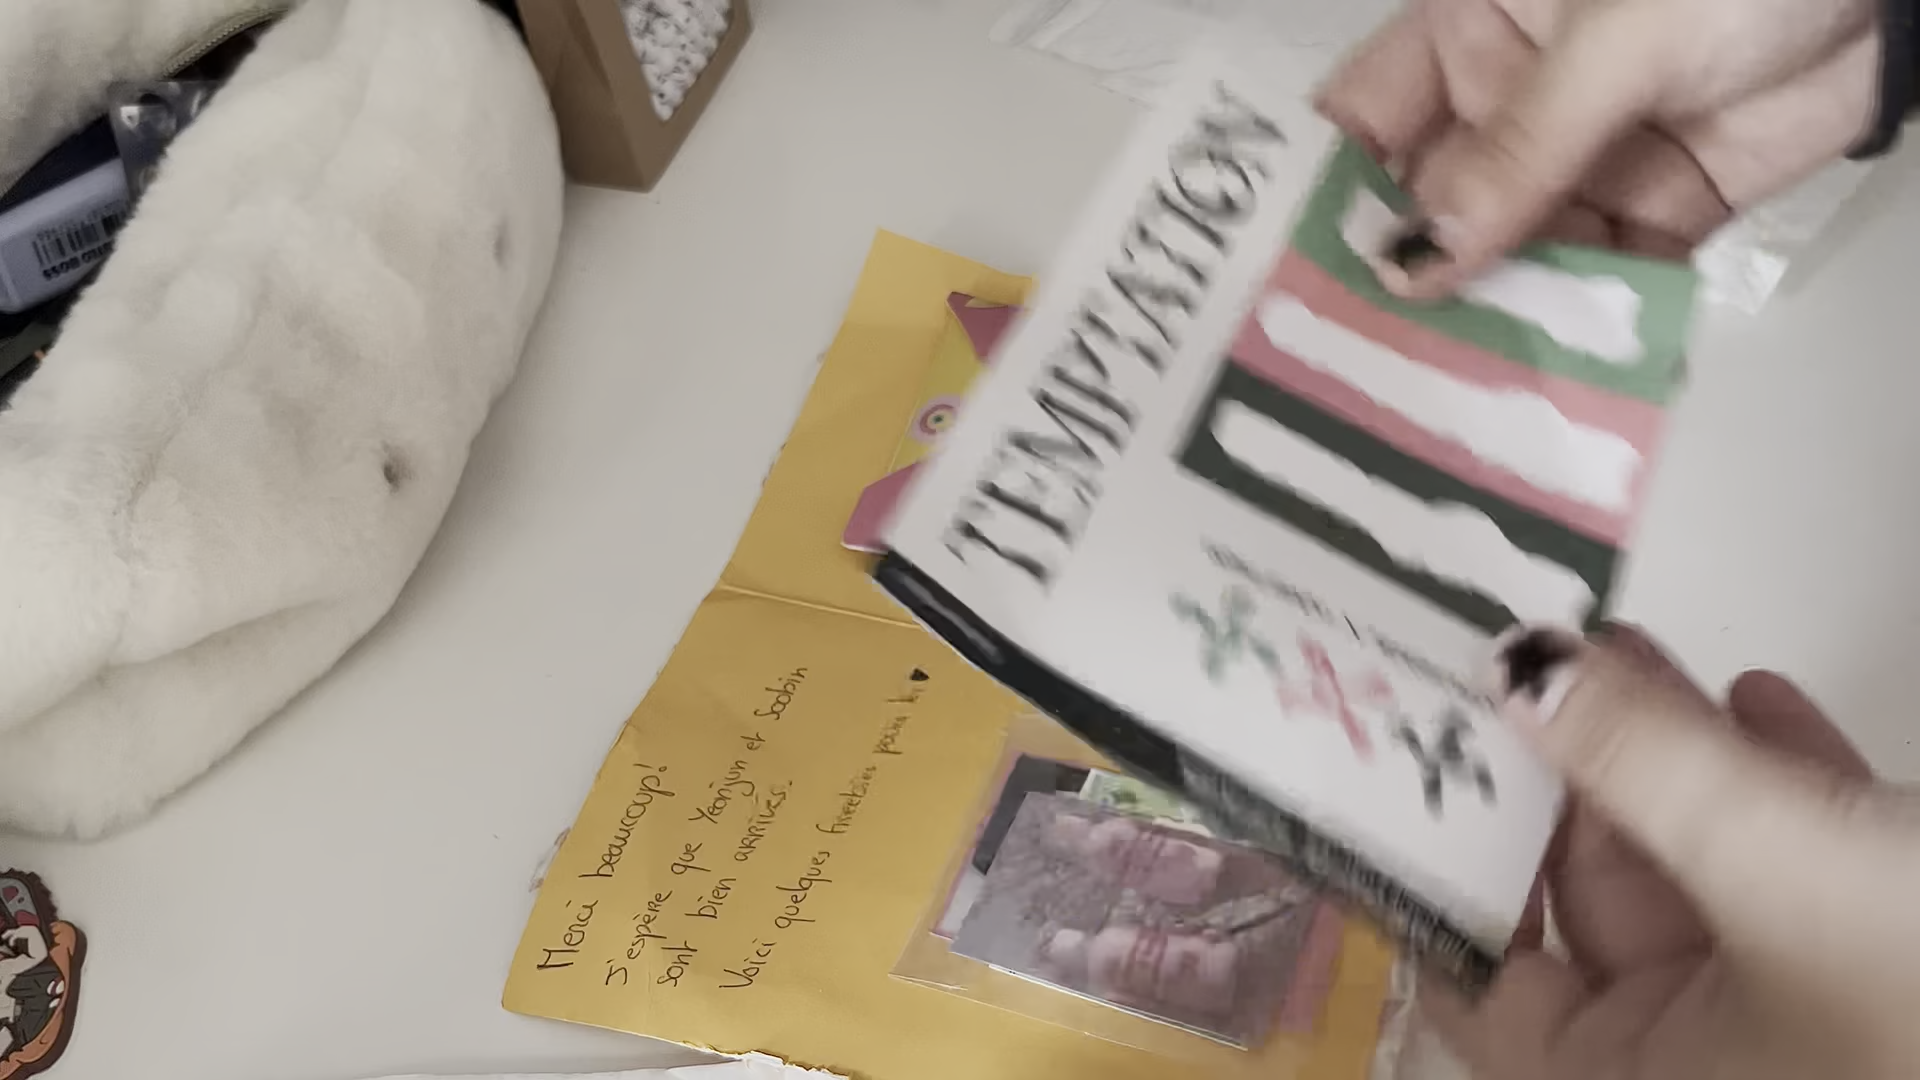 TEMPTATION
Merci beaucoup!
J'espère que Yeonjun et Soobin
sont bien arrivés.
Voici quelques freebies pour toi♥